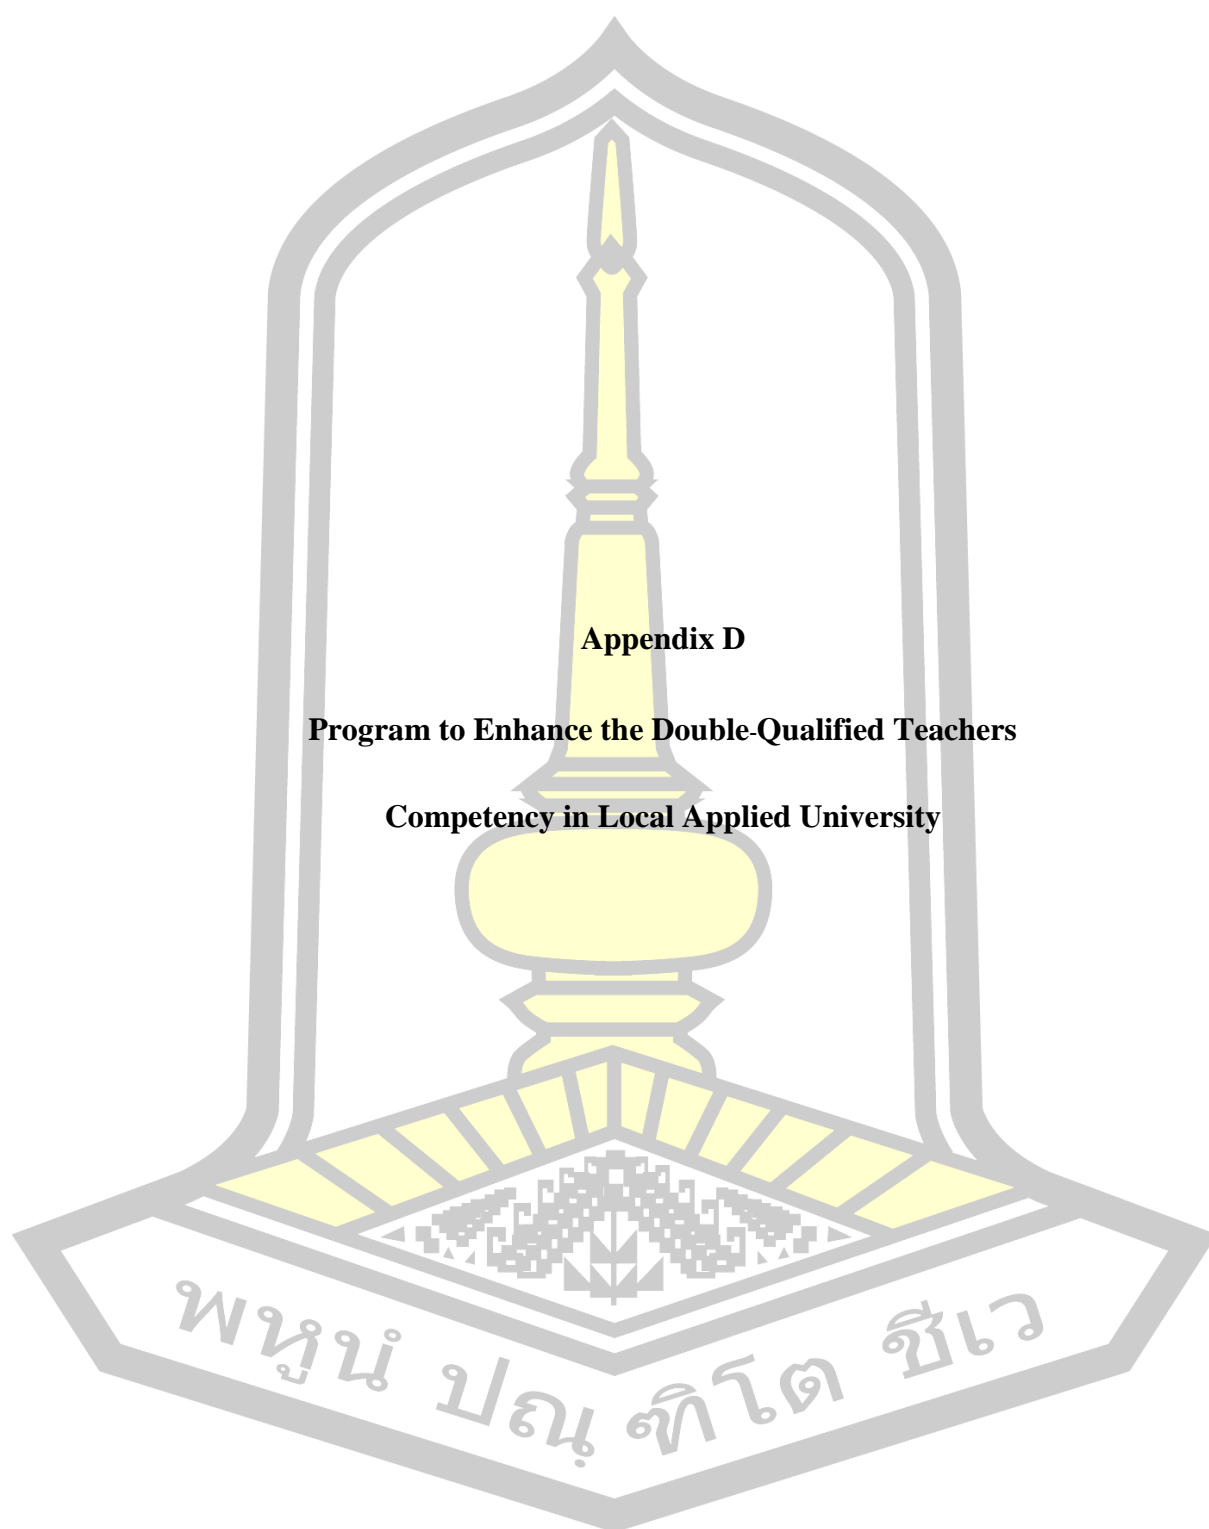 Appendix D
Program to Enhance the Double-Qualified Teachers
Competency in Local Applied University
พหูนํ ปณฺฑิโต ชีเว